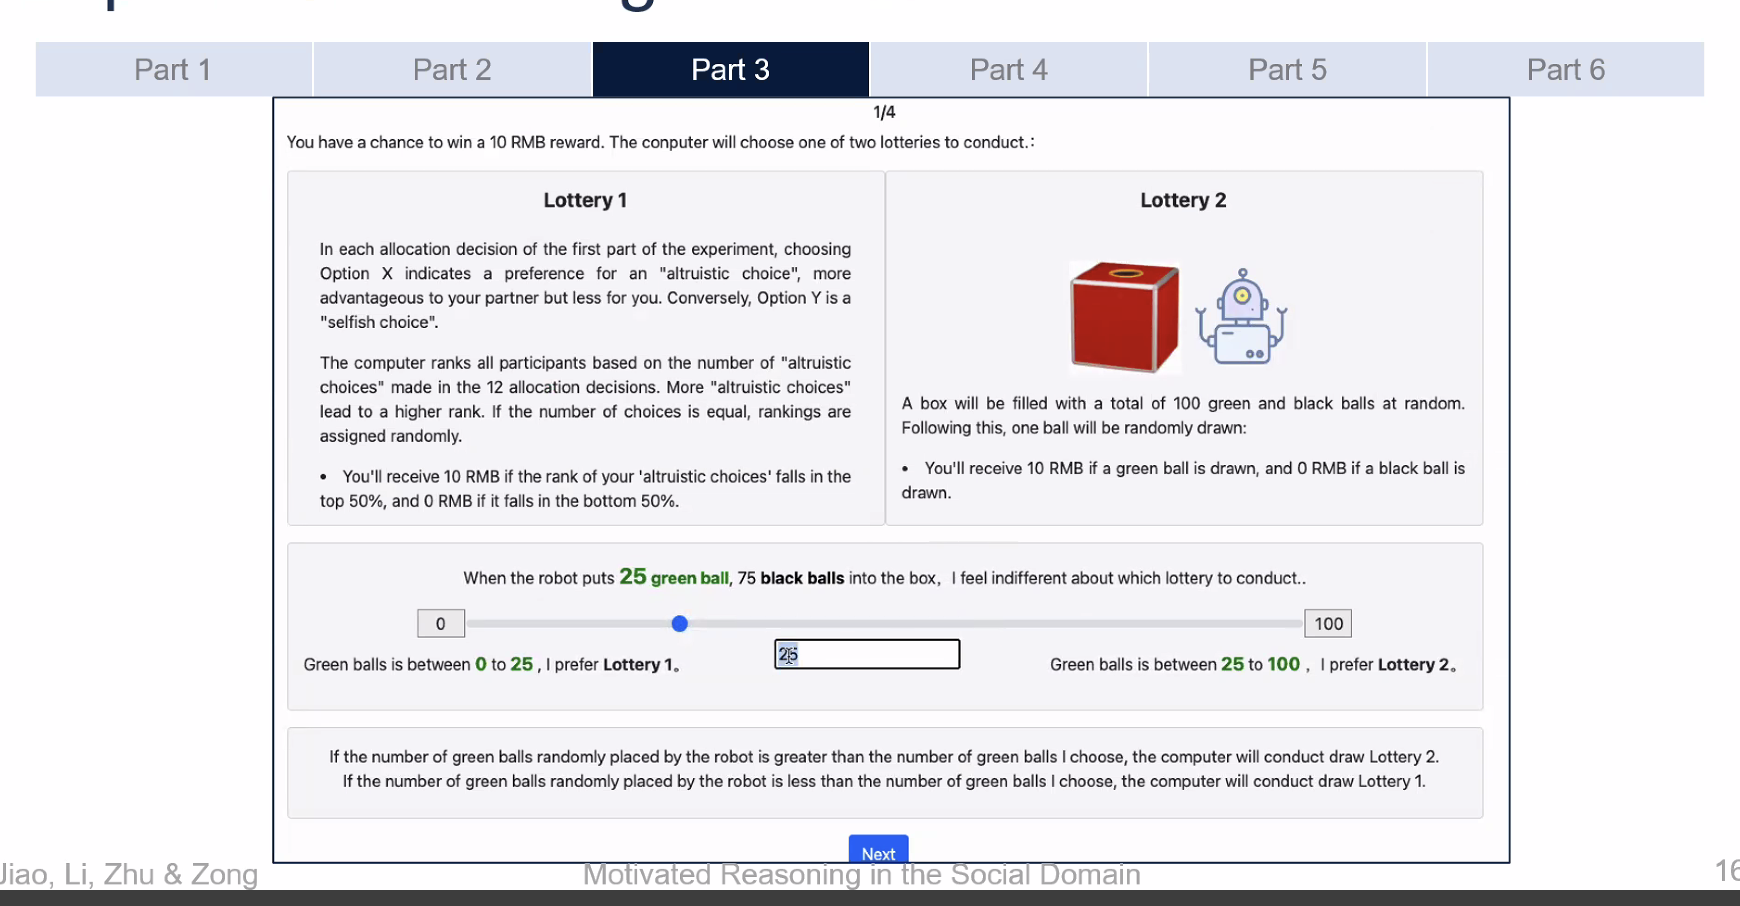 Part 1
Part 2
Part 3
Part 4
Part 5
Part 6
1/4
You have a chance to win a 10 RMB reward. The conputer will choose one of two lotteries to conduct.:
Lottery 1
In each allocation decision of the first part of the experiment, choosing
Option X indicates a preference for an "altruistic choice", more
advantageous to your partner but less for you. Conversely, Option Y is a
"selfish choice".
The computer ranks all participants based on the number of "altruistic
choices" made in the 12 allocation decisions. More "altruistic choices"
lead to a higher rank. If the number of choices is equal, rankings are
assigned randomly.
• You'll receive 10 RMB if the rank of your 'altruistic choices' falls in the
top 50%, and 0 RMB if it falls in the bottom 50%.
Lottery 2
A box will be filled with a total of 100 green and black balls at random.
Following this, one ball will be randomly drawn:
• You'll receive 10 RMB if a green ball is drawn, and 0 RMB if a black ball is
drawn.
When the robot puts 25 green ball, 75 black balls into the box，I feel indifferent about which lottery to conduct..
0
100
25
Green balls is between 0 to 25 , I prefer Lottery 1。
Green balls is between 25 to 100 ，I prefer Lottery 2。
If the number of green balls randomly placed by the robot is greater than the number of green balls I choose, the computer will conduct draw Lottery 2.
If the number of green balls randomly placed by the robot is less than the number of green balls I choose, the computer will conduct draw Lottery 1.
Next
Jiao, Li, Zhu & Zong
Motivated Reasoning in the Social Domain
16